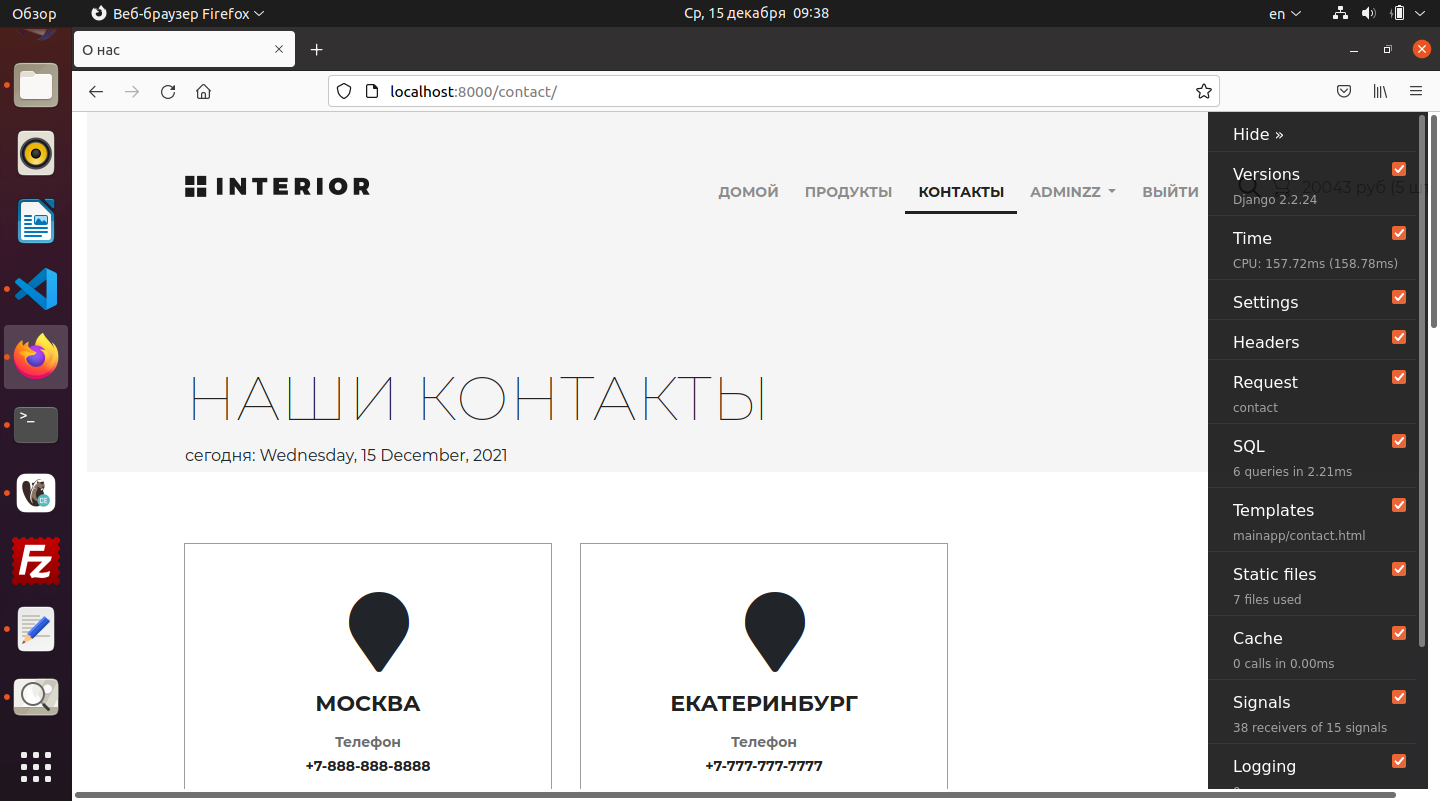 Обзор
Веб-браузер Firefox
Ср, 15 декабря 09:38
en
О нас
localhost:8000/contact/
INTERIOR
ДОМОЙ ПРОДУКТЫ КОНТАКТЫ ADMINZZ ВЫЙТИ
НАШИ КОНТАКТЫ
сегодня: Wednesday, 15 December, 2021
МОСКВА
Телефон
+7-888-888-8888
ЕКАТЕРИНБУРГ
Телефон
+7-777-777-7777
Hide »
Versions
20043 руб (5
Django 2.2.24
Time
CPU: 157.72ms (158.78ms)
Settings
Headers
Request
contact
SQL
6 queries in 2.21ms
Templates
mainapp/contact.html
Static files
7 files used
Cache
0 calls in 0.00ms
Signals
38 receivers of 15 signals
Logging